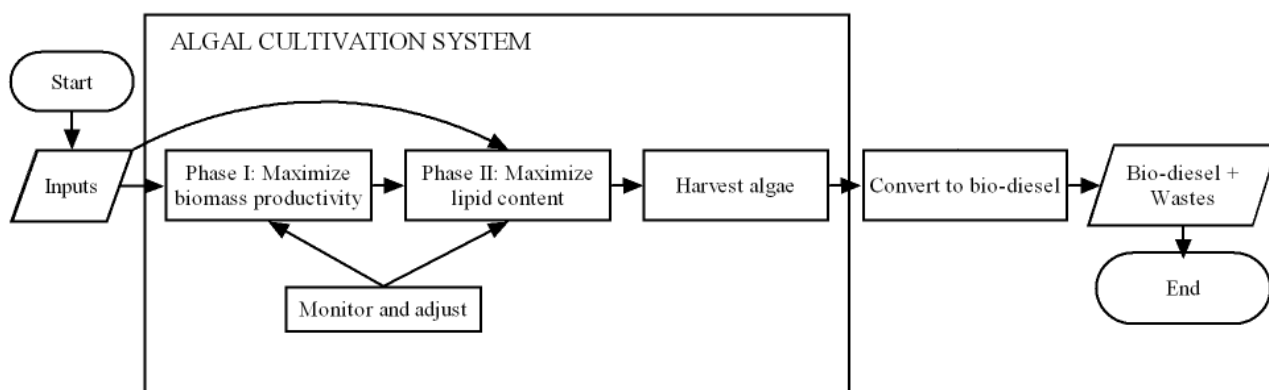 ALGAL CULTIVATION SYSTEM
Start
Inputs
Phase I: Maximize
biomass productivity
Phase II: Maximize
lipid content
Harvest algae
Convert to bio-diesel
Bio-diesel +
Wastes
Monitor and adjust
End